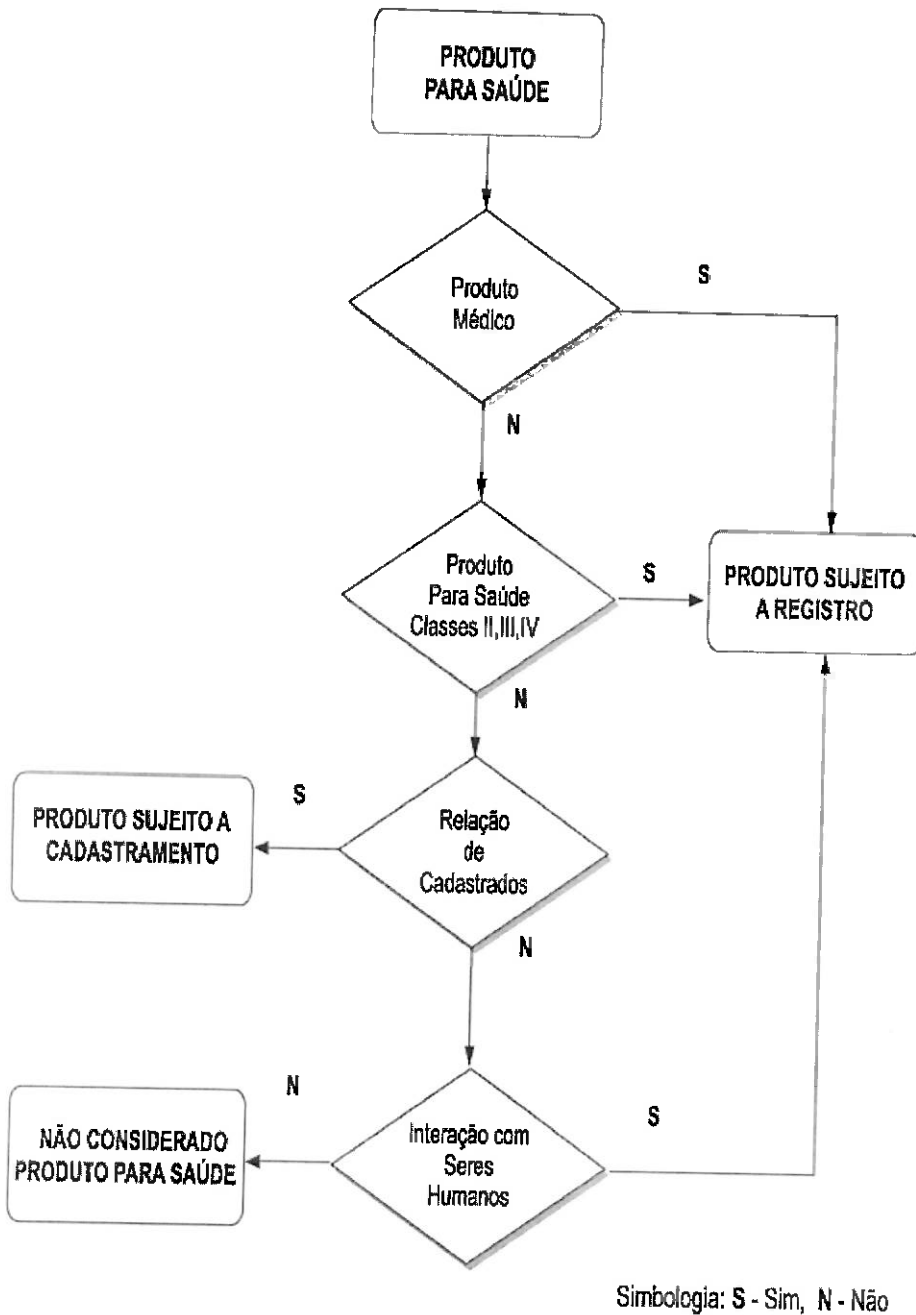 PRODUTO
PARA SAÚDE
Produto
Médico
S
N
Produto
Para Saúde
Classes II,III,IV
S
PRODUTO SUJEITO
A REGISTRO
N
PRODUTO SUJEITO A
CADASTRAMENTO
S
Relação
de
Cadastrados
N
NÃO CONSIDERADO
PRODUTO PARA SAÚDE
N
Interação com
Seres
Humanos
S
Simbologia: S - Sim, N - Não